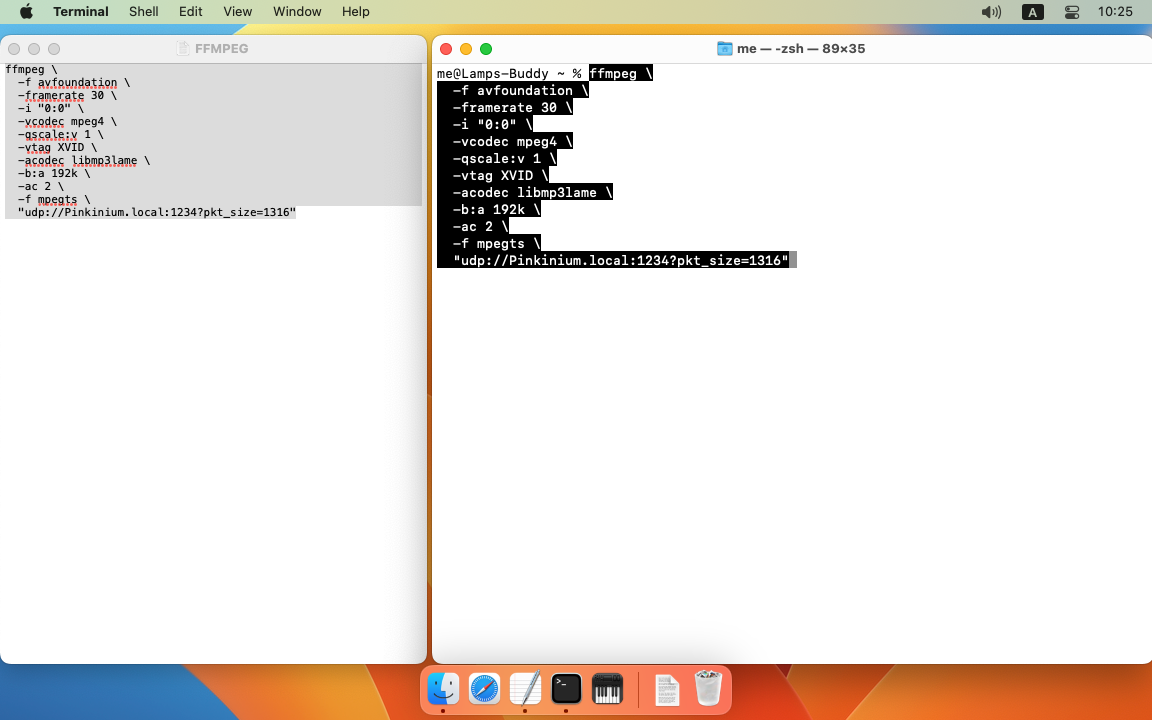 Terminal Shell Edit View Window Help A 10:25
FFMPEG
ffmpeg \
-f avfoundation \
-framerate 30 \
-i "0:0" \
-vcodec mpeg4 \
-qscale:v 1 \
-vtag XVID \
-acodec libmp3lame \
-b:a 192k \
-ac 2 \
-f mpegts \
"udp://Pinkinium.local:1234?pkt_size=1316"
me — -zsh — 89×35
me@Lamps-Buddy ~ % ffmpeg \
-f avfoundation \
-framerate 30 \
-i "0:0" \
-vcodec mpeg4 \
-qscale:v 1 \
-vtag XVID \
-acodec libmp3lame \
-b:a 192k \
-ac 2 \
-f mpegts \
"udp://Pinkinium.local:1234?pkt_size=1316"
>_